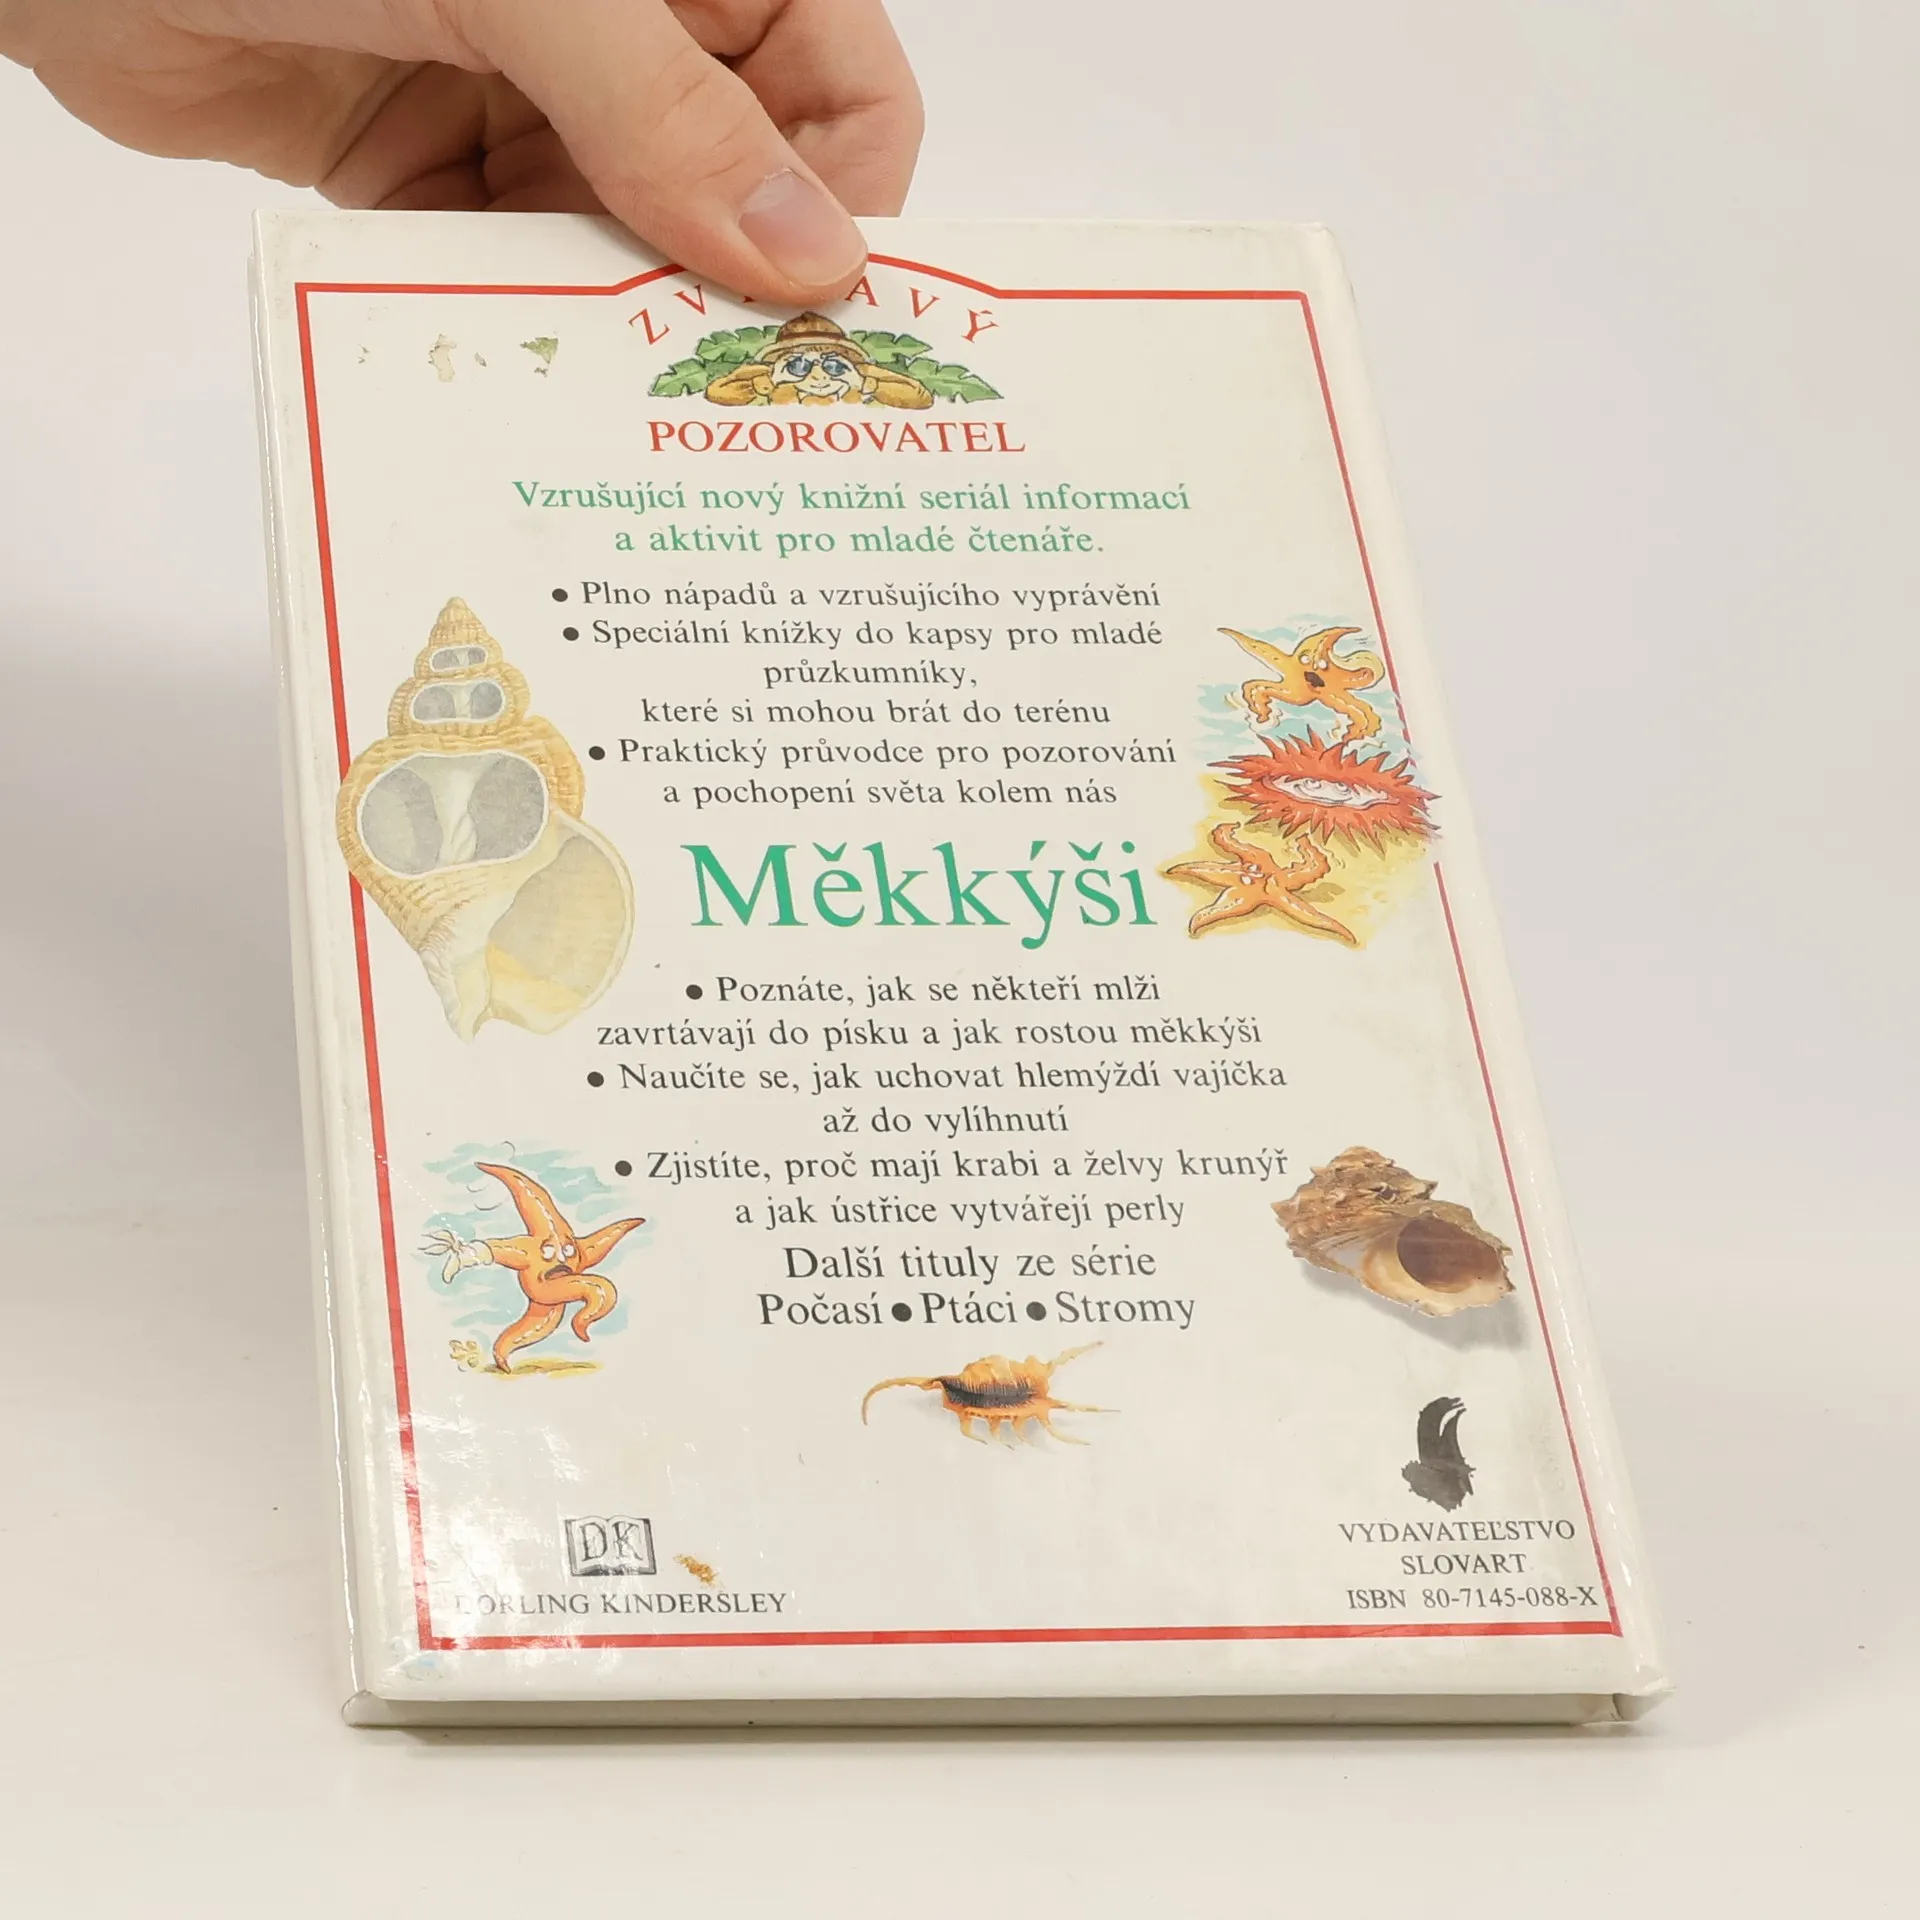 POZOROVATEL
Vzrušující nový knižní seriál informací
a aktivit pro mladé čtenáře.
● Plno nápadů a vzrušujícího vyprávění
● Speciální knížky do kapsy pro mladé
průzkumníky,
které si mohou brát do terénu
● Praktický průvodce pro pozorování
a pochopení světa kolem nás
Měkkýši
● Poznáte, jak se někteří mlži
zavrtávají do písku a jak rostou měkkýši
● Naučíte se, jak uchovat hlemýždí vajíčka
až do vylíhnutí
● Zjistíte, proč mají krabi a želvy krunýř
a jak ústřice vytvářejí perly
Další tituly ze série
Počasí ● Ptáci ● Stromy
DK
DORLING KINDERSLEY
VYDAVATEĽSTVO
SLOVART
ISBN 80-7145-088-X